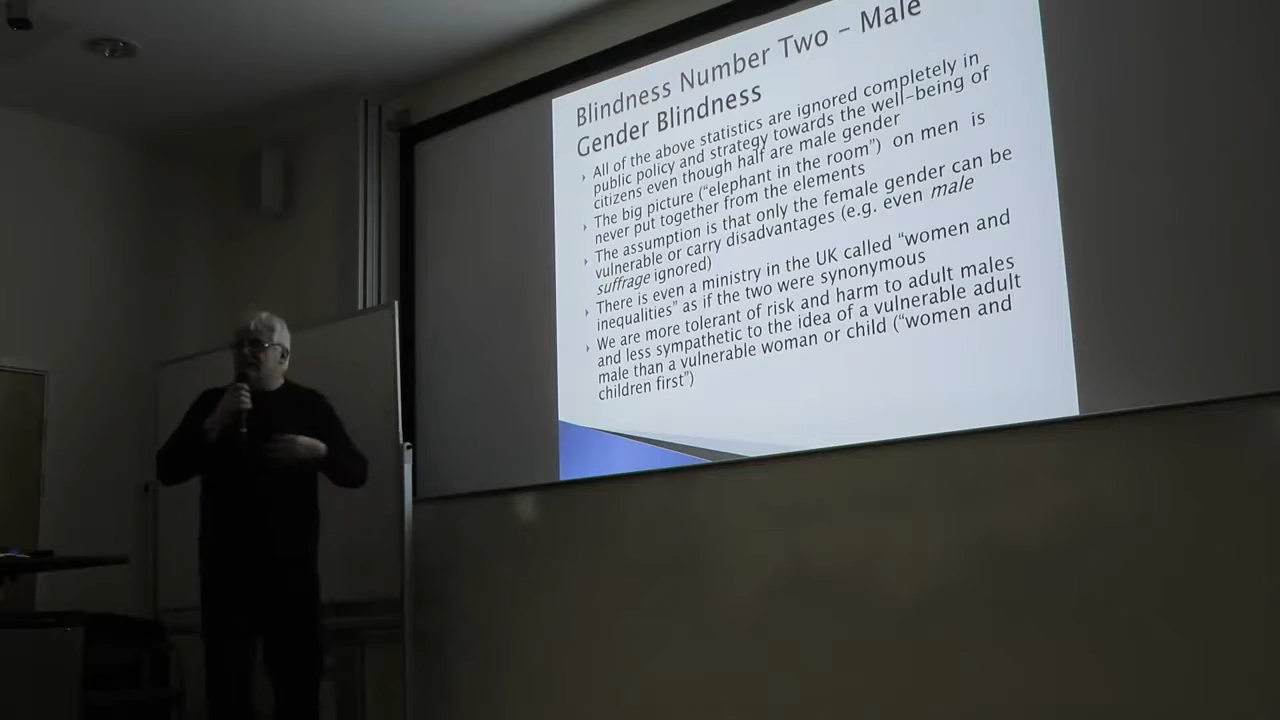 Blindness Number Two – Male
Gender Blindness
All of the above statistics are ignored completely in
public policy and strategy towards the well-being of
citizens even though half are male gender
The big picture (“elephant in the room”) on men is
never put together from the elements
The assumption is that only the female gender can be
vulnerable or carry disadvantages (e.g. even male
suffrage ignored)
There is even a ministry in the UK called “women and
inequalities” as if the two were synonymous
We are more tolerant of risk and harm to adult males
and less sympathetic to the idea of a vulnerable adult
male than a vulnerable woman or child (“women and
children first”)